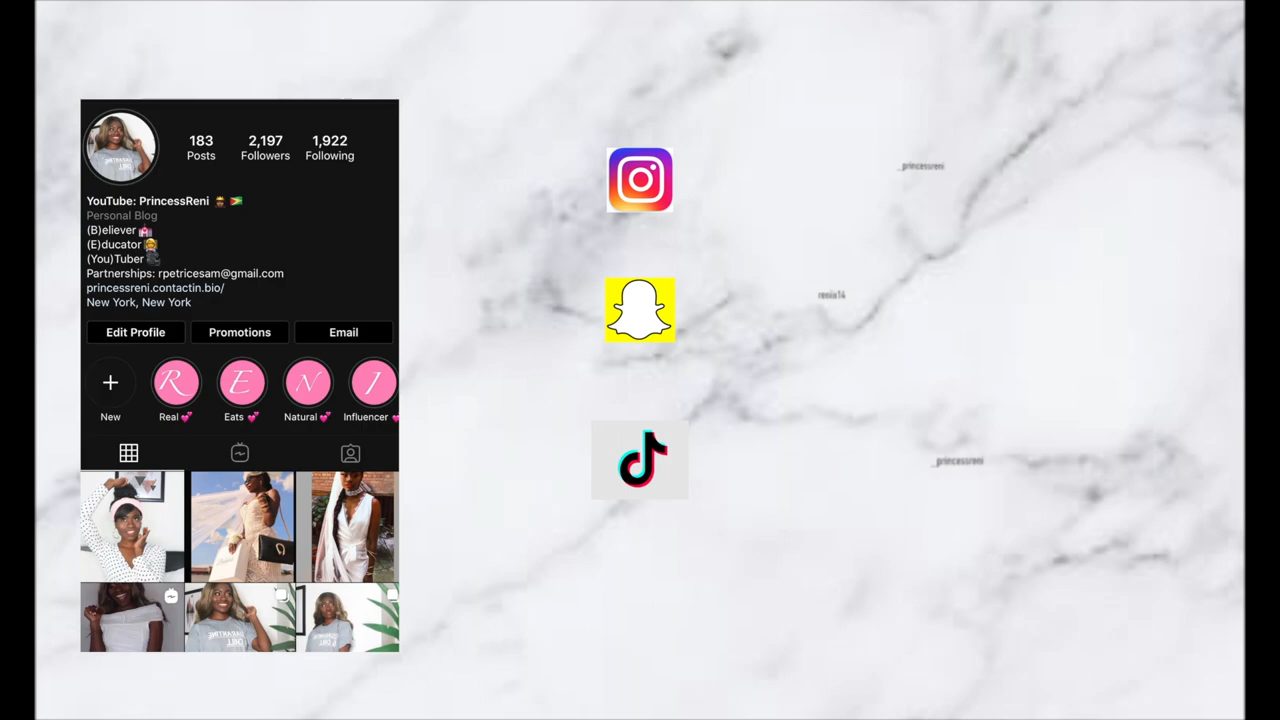 183 2,197 1,922
Posts Followers Following
YouTube: PrincessReni
Personal Blog
(B)eliever
(E)ducator
(You)Tuber
Partnerships: rpetricesam@gmail.com
princessreni.contactin.bio/
New York, New York
Edit Profile Promotions Email
R E N I
New Real Eats Natural Influencer
_princessreni
reniia14
_princessreni